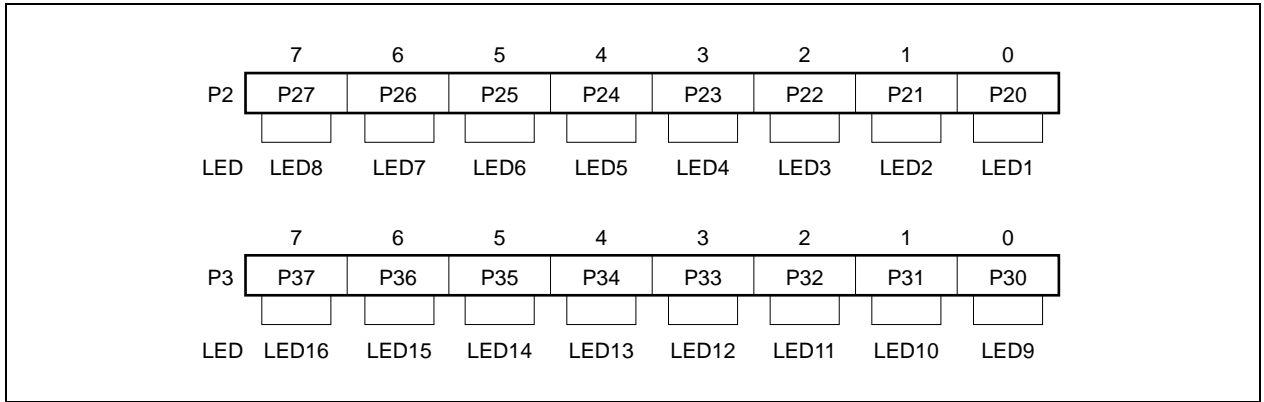 7 6 5 4 3 2 1 0
P2 P27 P26 P25 P24 P23 P22 P21 P20
LED LED8 LED7 LED6 LED5 LED4 LED3 LED2 LED1
7 6 5 4 3 2 1 0
P3 P37 P36 P35 P34 P33 P32 P31 P30
LED LED16 LED15 LED14 LED13 LED12 LED11 LED10 LED9